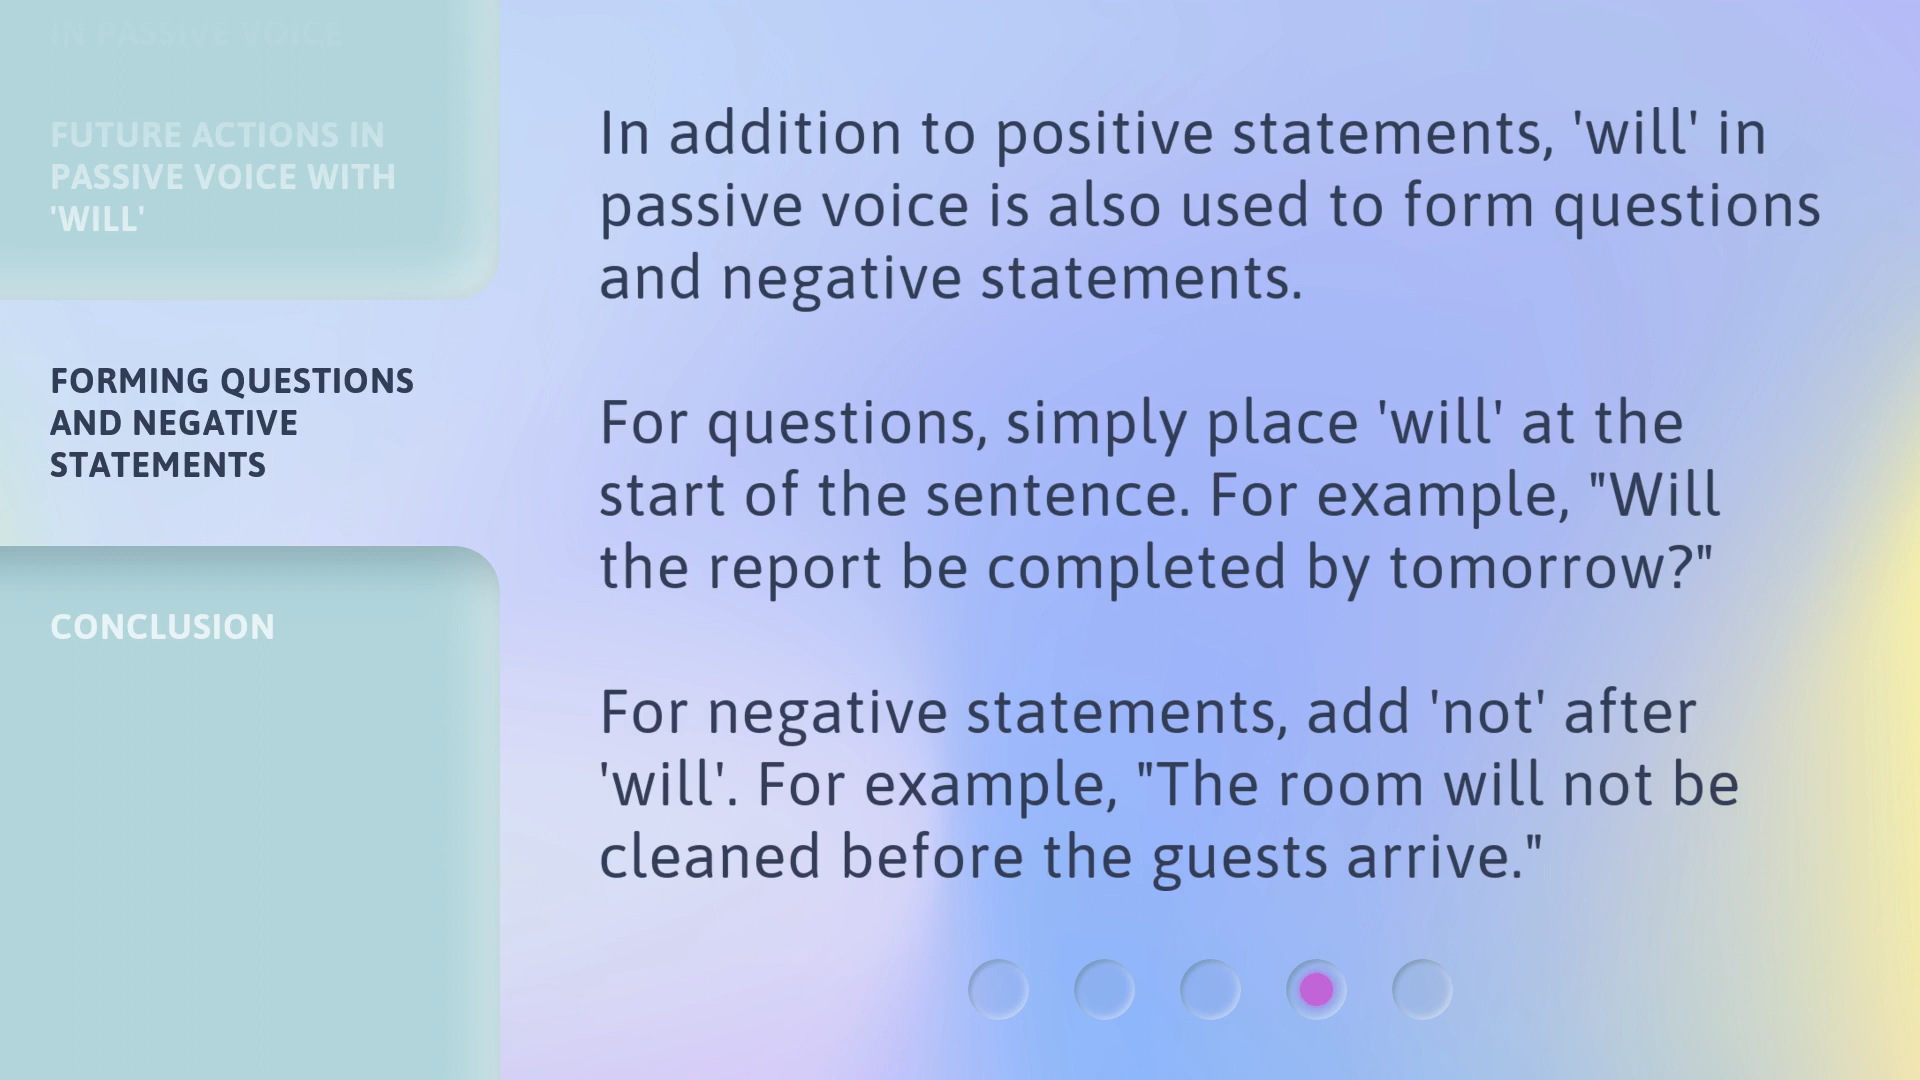 IN PASSIVE VOICE
FUTURE ACTIONS IN
PASSIVE VOICE WITH
'WILL'
FORMING QUESTIONS
AND NEGATIVE
STATEMENTS
CONCLUSION
In addition to positive statements, 'will' in
passive voice is also used to form questions
and negative statements.
For questions, simply place 'will' at the
start of the sentence. For example, "Will
the report be completed by tomorrow?"
For negative statements, add 'not' after
'will'. For example, "The room will not be
cleaned before the guests arrive."